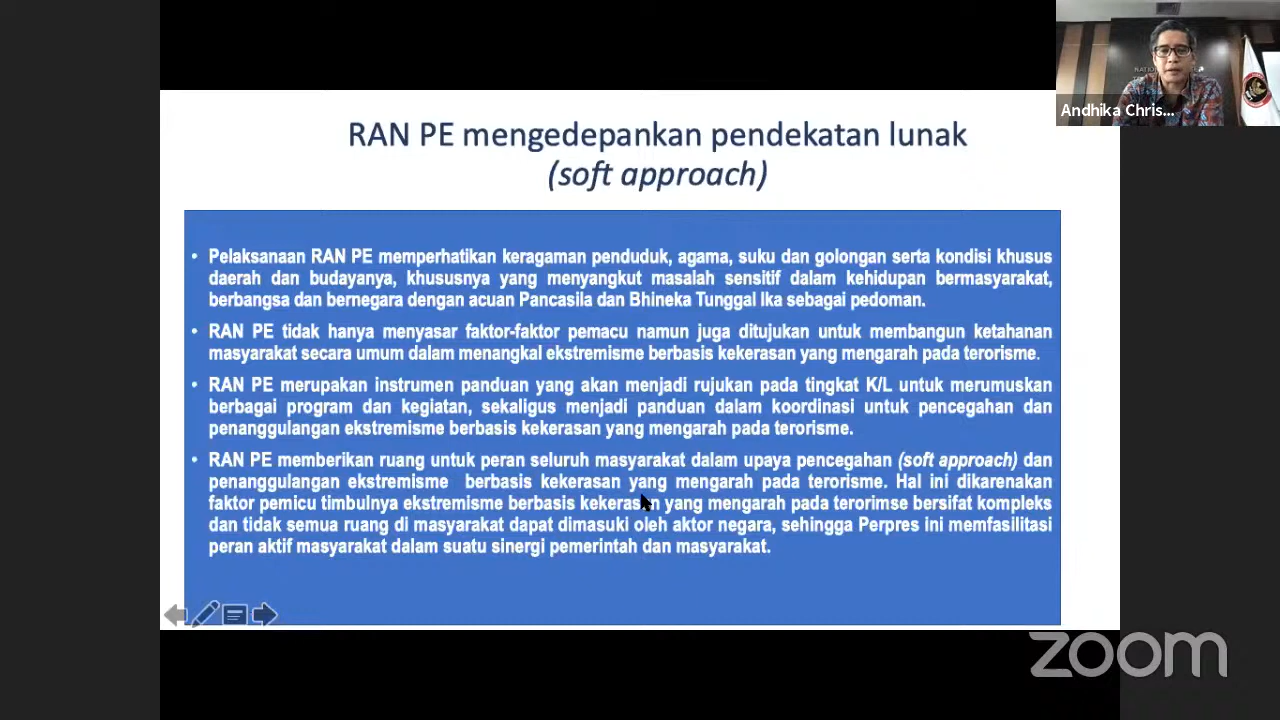 RAN PE mengedepankan pendekatan lunak
(soft approach)
• Pelaksanaan RAN PE memperhatikan keragaman penduduk, agama, suku dan golongan serta kondisi khusus
daerah dan budayanya, khususnya yang menyangkut masalah sensitif dalam kehidupan bermasyarakat,
berbangsa dan bernegara dengan acuan Pancasila dan Bhineka Tunggal Ika sebagai pedoman.
• RAN PE tidak hanya menyasar faktor-faktor pemacu namun juga ditujukan untuk membangun ketahanan
masyarakat secara umum dalam menangkal ekstremisme berbasis kekerasan yang mengarah pada terorisme.
• RAN PE merupakan instrumen panduan yang akan menjadi rujukan pada tingkat K/L untuk merumuskan
berbagai program dan kegiatan, sekaligus menjadi panduan dalam koordinasi untuk pencegahan dan
penanggulangan ekstremisme berbasis kekerasan yang mengarah pada terorisme.
• RAN PE memberikan ruang untuk peran seluruh masyarakat dalam upaya pencegahan (soft approach) dan
penanggulangan ekstremisme berbasis kekerasan yang mengarah pada terorisme. Hal ini dikarenakan
faktor pemicu timbulnya ekstremisme berbasis kekerasan yang mengarah pada terorimse bersifat kompleks
dan tidak semua ruang di masyarakat dapat dimasuki oleh aktor negara, sehingga Perpres ini memfasilitasi
peran aktif masyarakat dalam suatu sinergi pemerintah dan masyarakat.
Andhika Chris...
zoom